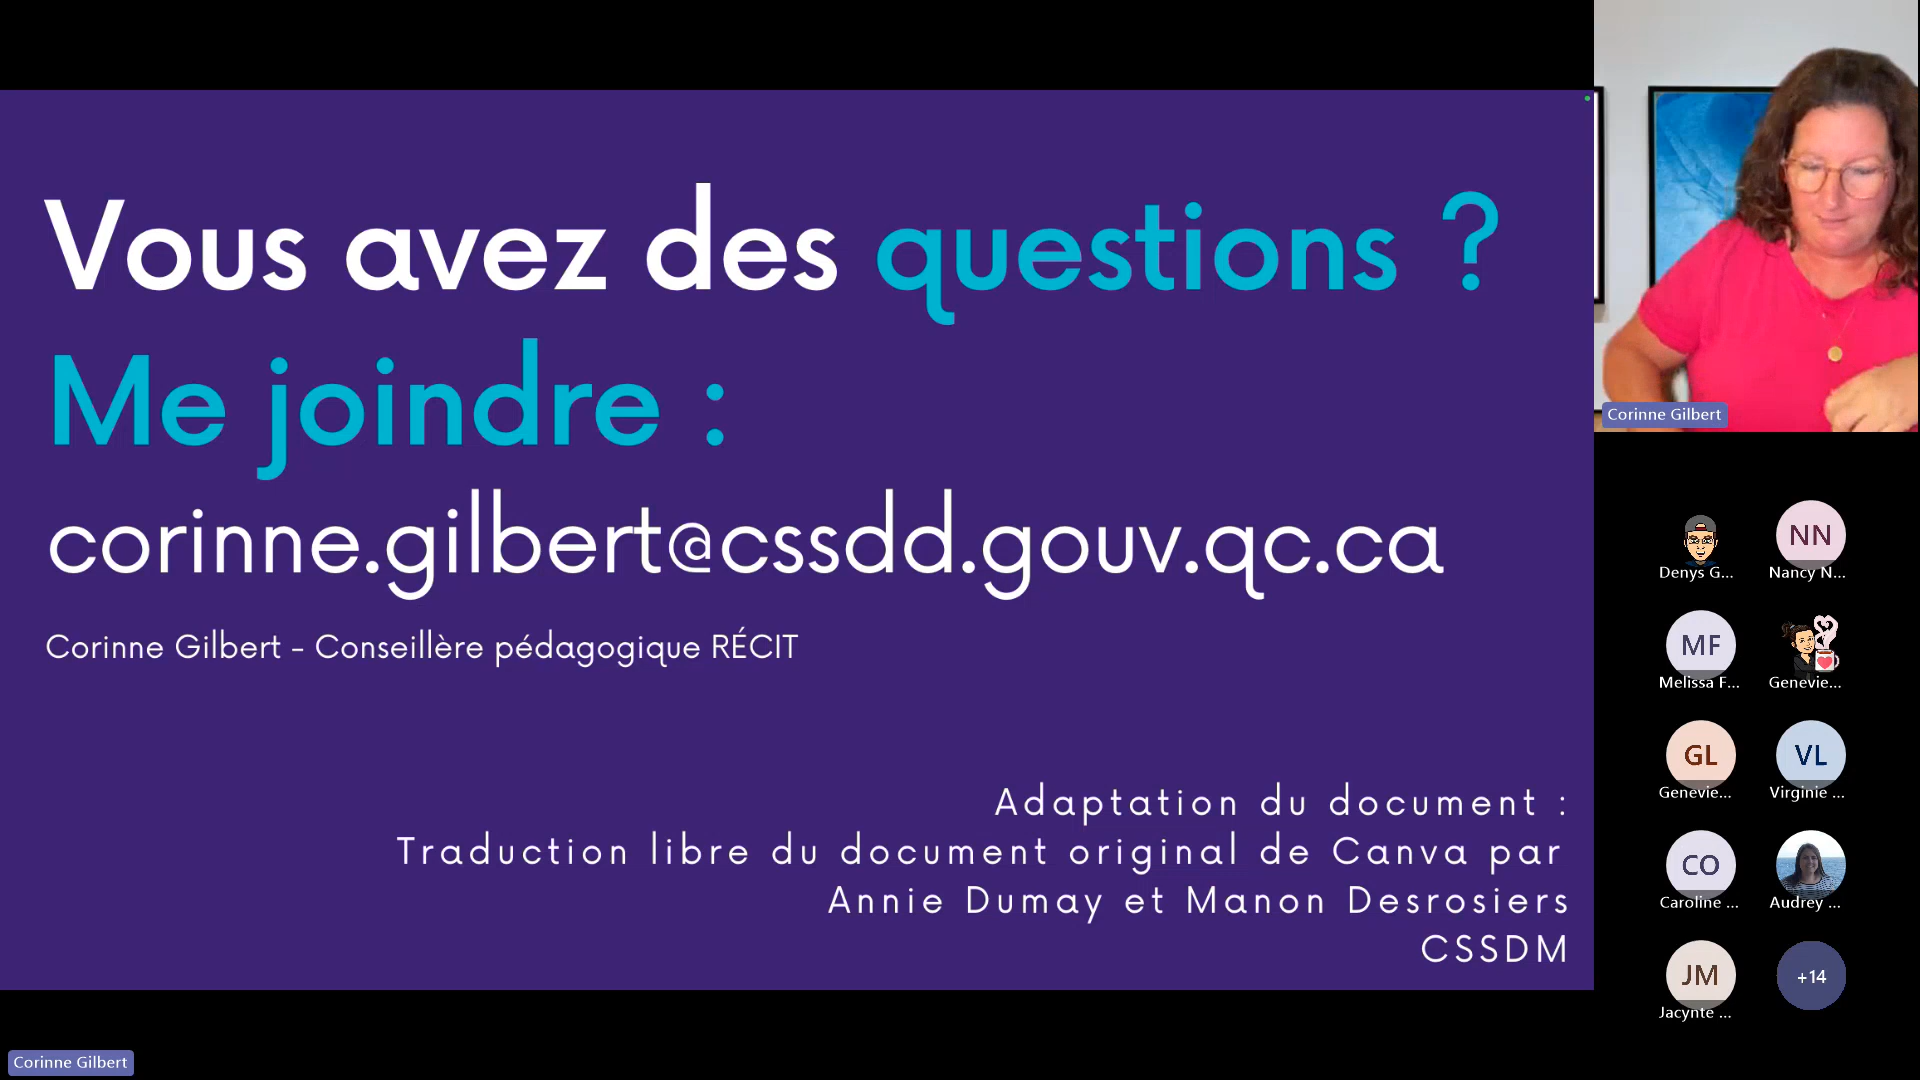 Vous avez des questions ?
Me joindre :
corinne.gilbert@cssdd.gouv.qc.ca
Corinne Gilbert - Conseillère pédagogique RÉCIT
Adaptation du document :
Traduction libre du document original de Canva par
Annie Dumay et Manon Desrosiers
CSSDM
Corinne Gilbert
Denys G...
NN
Nancy N...
MF
Melissa F...
Genevie...
GL
Genevie...
VL
Virginie ...
CO
Caroline ...
Audrey ...
JM
Jacynte ...
+14
Corinne Gilbert